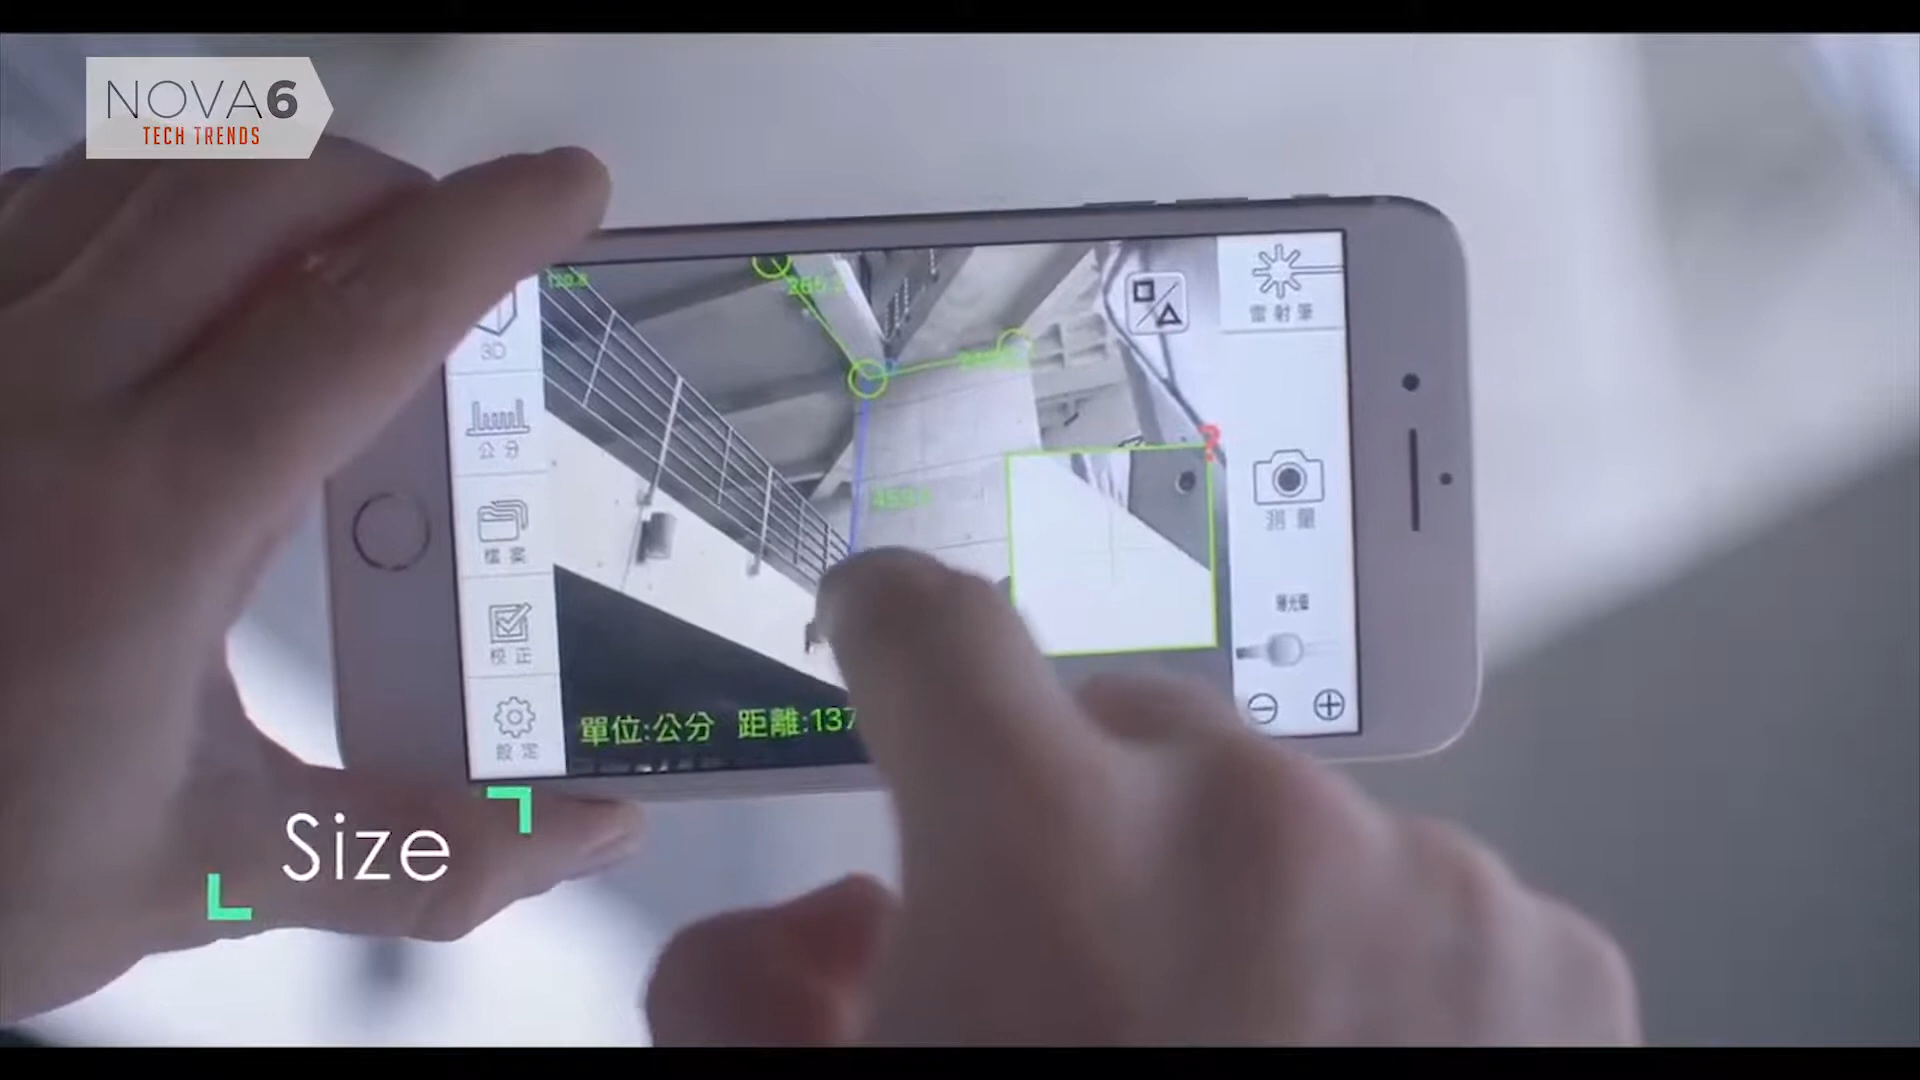 NOVA6
TECH TRENDS
3D
公分
檔案
校正
設定
雷射筆
測量
?
單位:公分 距離:137
Size